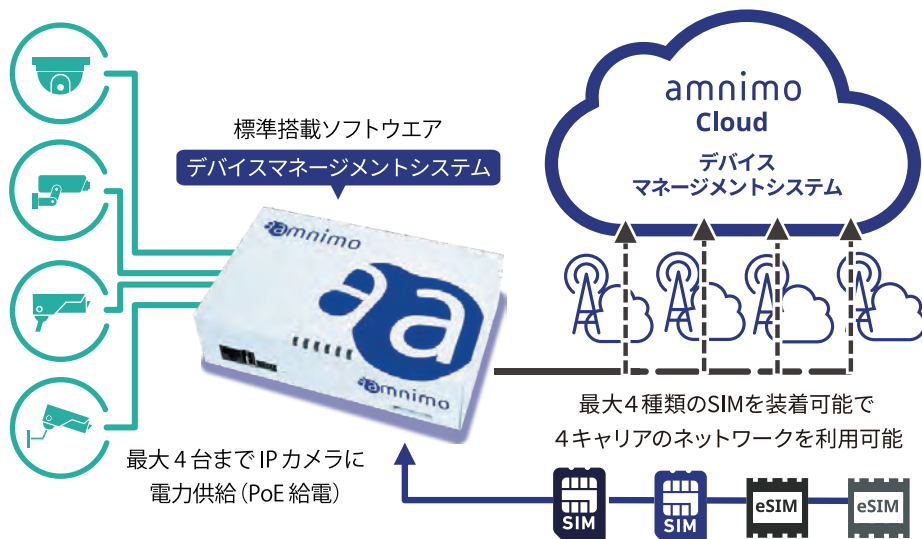 標準搭載ソフトウエア
デバイスマネージメントシステム
amnimo
a
a
amnimo
最大4台までIPカメラに
電力供給(PoE給電)
amnimo
Cloud
デバイス
マネージメントシステム
最大4種類のSIMを装着可能で
4キャリアのネットワークを利用可能
SIM
SIM
eSIM
eSIM